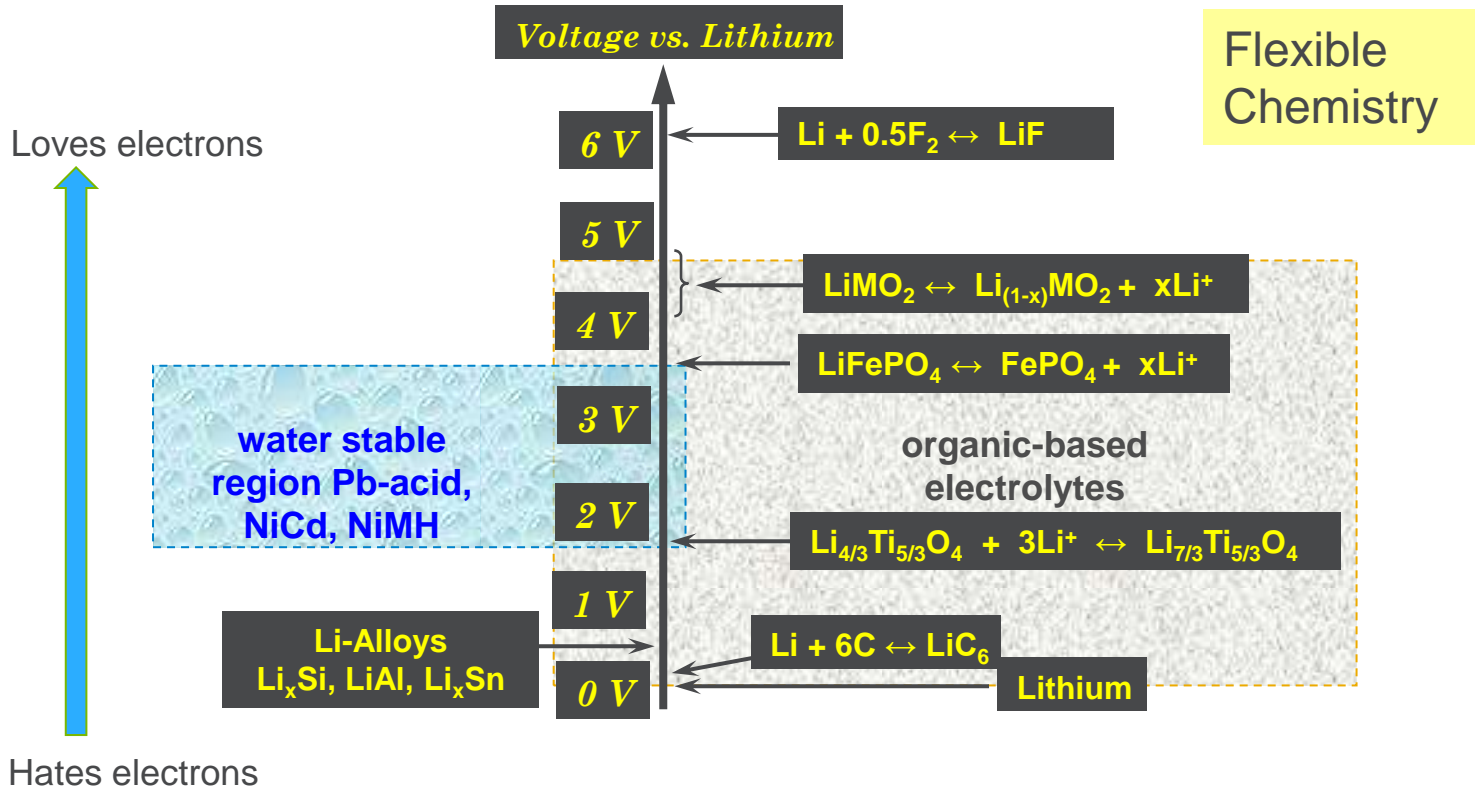 Voltage vs. Lithium
Flexible
Chemistry
Loves electrons
6 V
Li + 0.5F₂ ↔ LiF
5 V
LiMO₂ ↔ Li₍₁₋ₓ₎MO₂ + xLi⁺
4 V
LiFePO₄ ↔ FePO₄ + xLi⁺
3 V
water stable
region Pb-acid,
NiCd, NiMH
organic-based
electrolytes
2 V
Li₄/₃Ti₅/₃O₄ + 3Li⁺ ↔ Li₇/₃Ti₅/₃O₄
1 V
Li-Alloys
LiₓSi, LiAl, LiₓSn
Li + 6C ↔ LiC₆
0 V
Lithium
Hates electrons